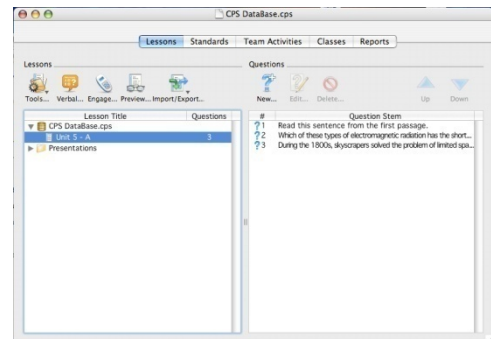 CPS DataBase.cps
Lessons Standards Team Activities Classes Reports
Lessons
Tools... Verbal... Engage... Preview... Import/Export...
Lesson Title Questions
CPS DataBase.cps
Unit 5 - A 3
Presentations
Questions
New... Edit... Delete... Up Down
# Question Stem
1 Read this sentence from the first passage.
2 Which of these types of electromagnetic radiation has the short...
3 During the 1800s, skyscrapers solved the problem of limited spa...